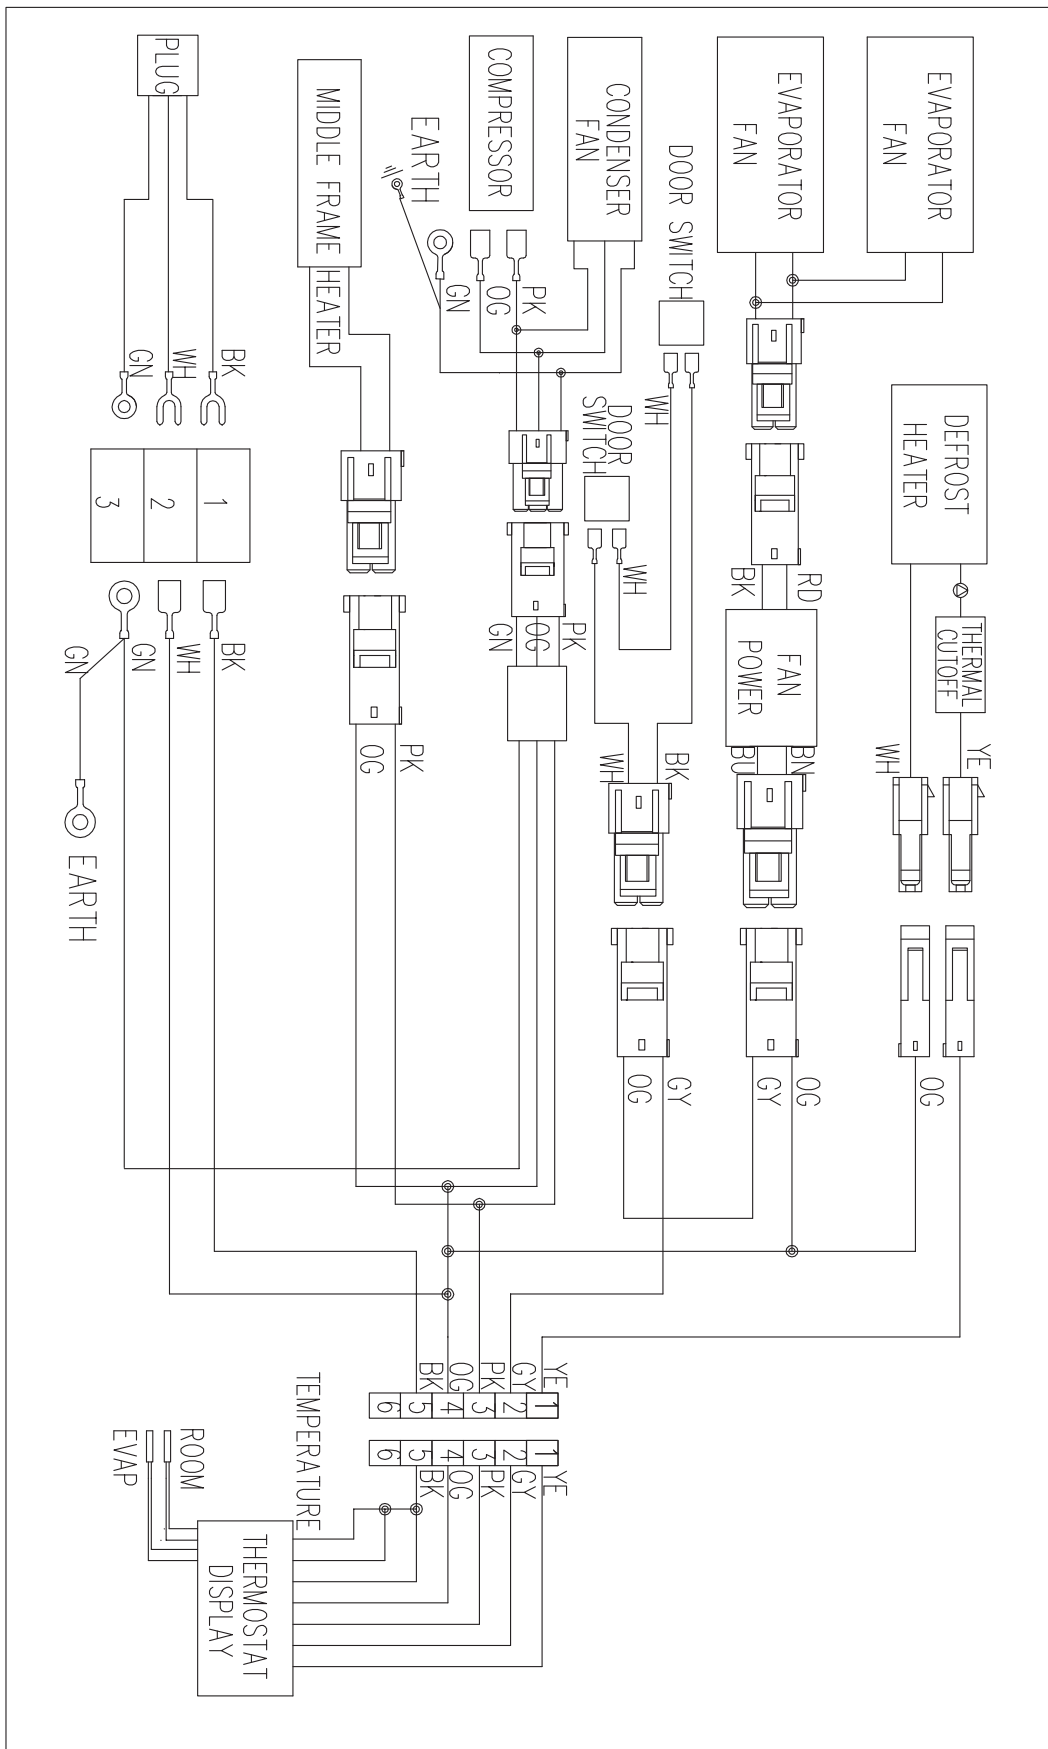 PLUG
GN
WH
BK
3
2
1
GN
GN
WH
BK
EARTH
MIDDLE FRAME HEATER
OG
PK
EARTH
COMPRESSOR
CONDENSER
FAN
GN
OG
PK
GN
OG
PK
DOOR SWITCH
WH
DOOR
SWITCH
WH
WH
BK
OG
GY
EVAPORATOR
FAN
EVAPORATOR
FAN
BK
RD
FAN
POWER
BU
BN
GY
OG
DEFROST
HEATER
THERMAL
CUTOFF
WH
YE
OG
BK
OG
PK
GY
YE
6
5
4
3
2
1
6
5
4
3
2
1
BK
OG
PK
GY
YE
TEMPERATURE
ROOM
EVAP
THERMOSTAT
DISPLAY